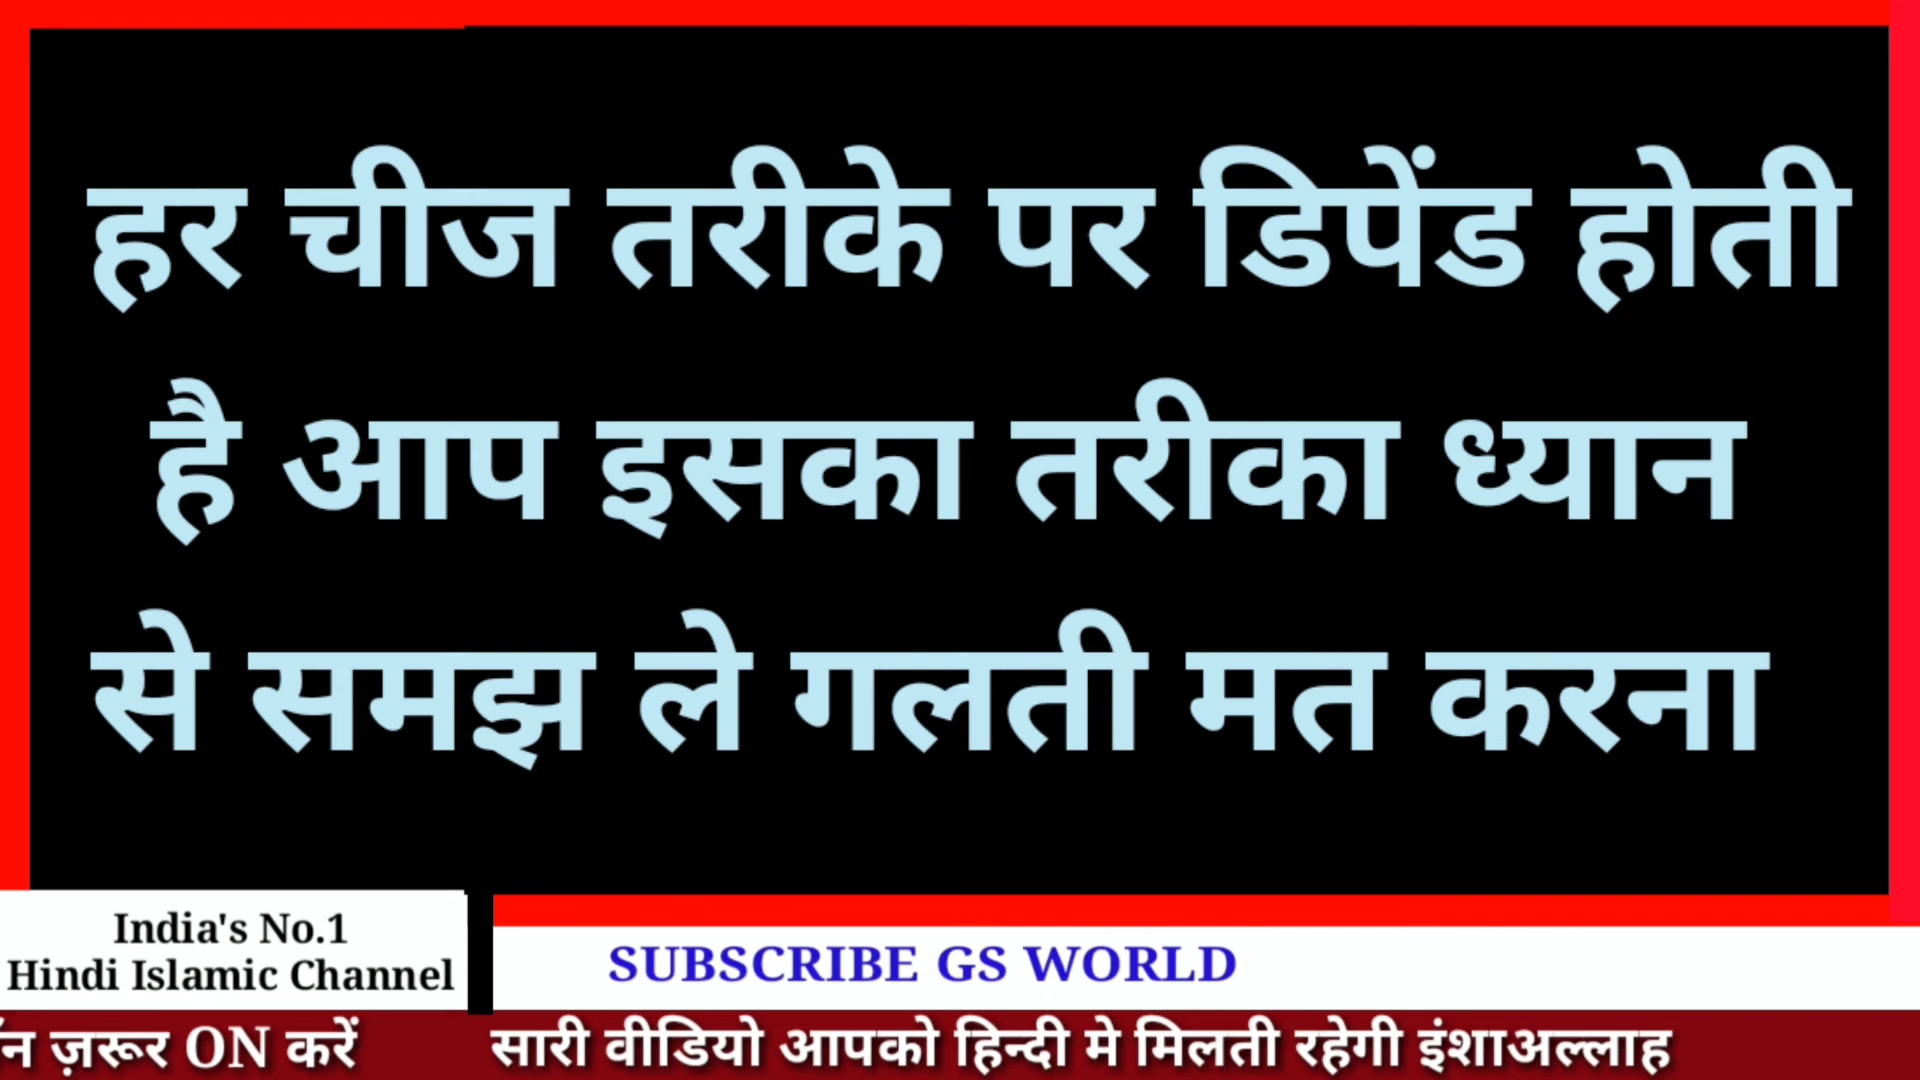 हर चीज तरीके पर डिपेंड होती
है आप इसका तरीका ध्यान
से समझ ले गलती मत करना
India's No.1
Hindi Islamic Channel
SUBSCRIBE GS WORLD
ज़रूर ON करें सारी वीडियो आपको हिन्दी मे मिलती रहेगी इंशाअल्लाह